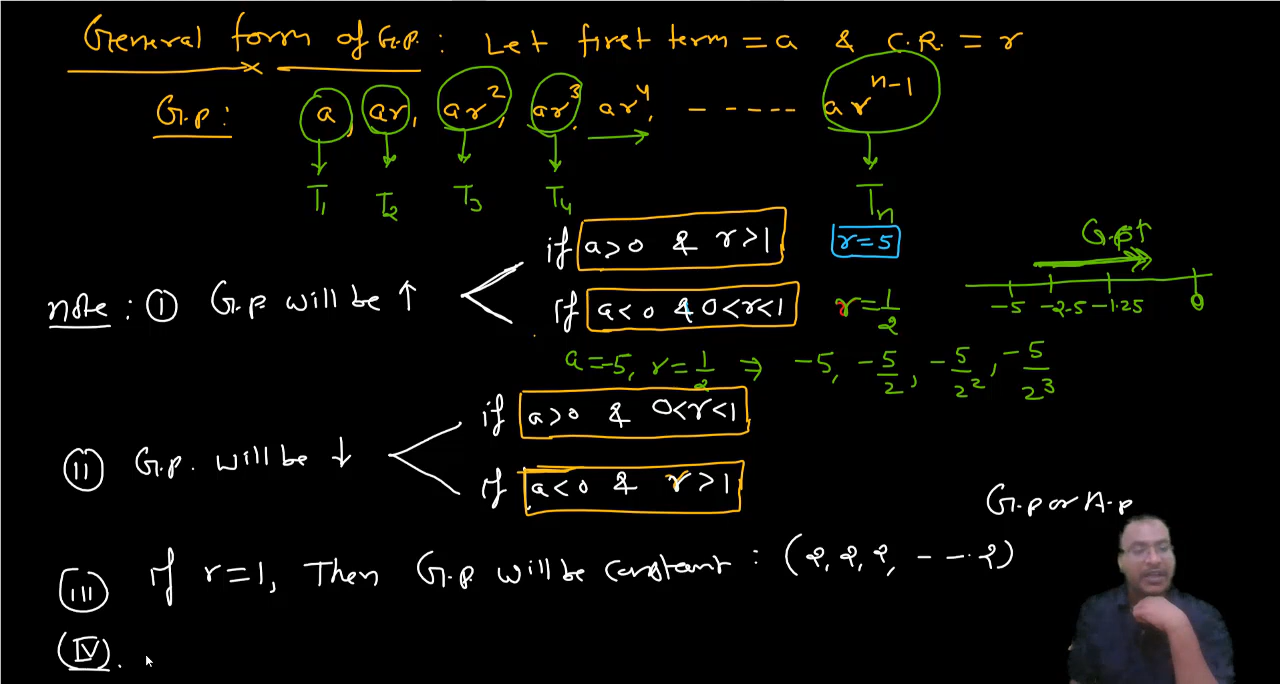 General form of G.P. : Let first term = a & C.R. = r
G.p: a, ar, ar², ar³, ar⁴, ----- ar^(n-1)
T₁ T₂ T₃ T₄ Tₙ
if a>0 & r>1 r=5 G.p↑
note : (I) G.P will be ↑
if a<0 & 0<r<1 r=1/2 -5 -2.5 -1.25 0
a=-5, r=1/2 ⇒ -5, -5/2, -5/2², -5/2³
if a>0 & 0<r<1
(II) G.P. will be ↓
if a<0 & r>1
G.p or A.p
(III) if r=1, Then G.P. will be constant : (2, 2, 2, --- 2)
(IV).